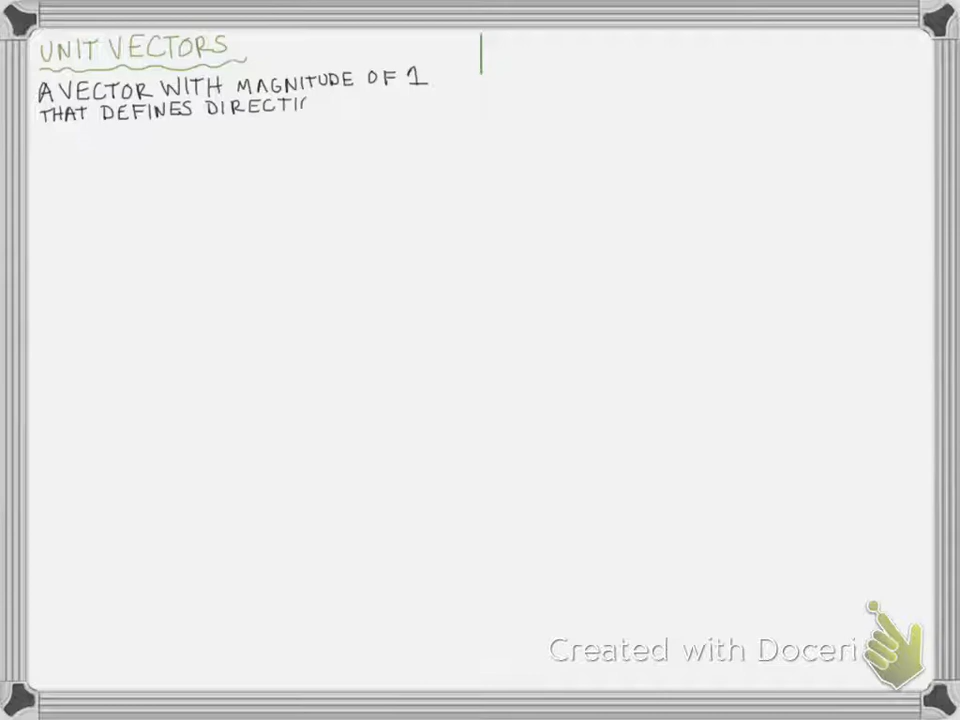 UNIT VECTORS
A VECTOR WITH MAGNITUDE OF 1
THAT DEFINES DIRECTI
Created with Doceri